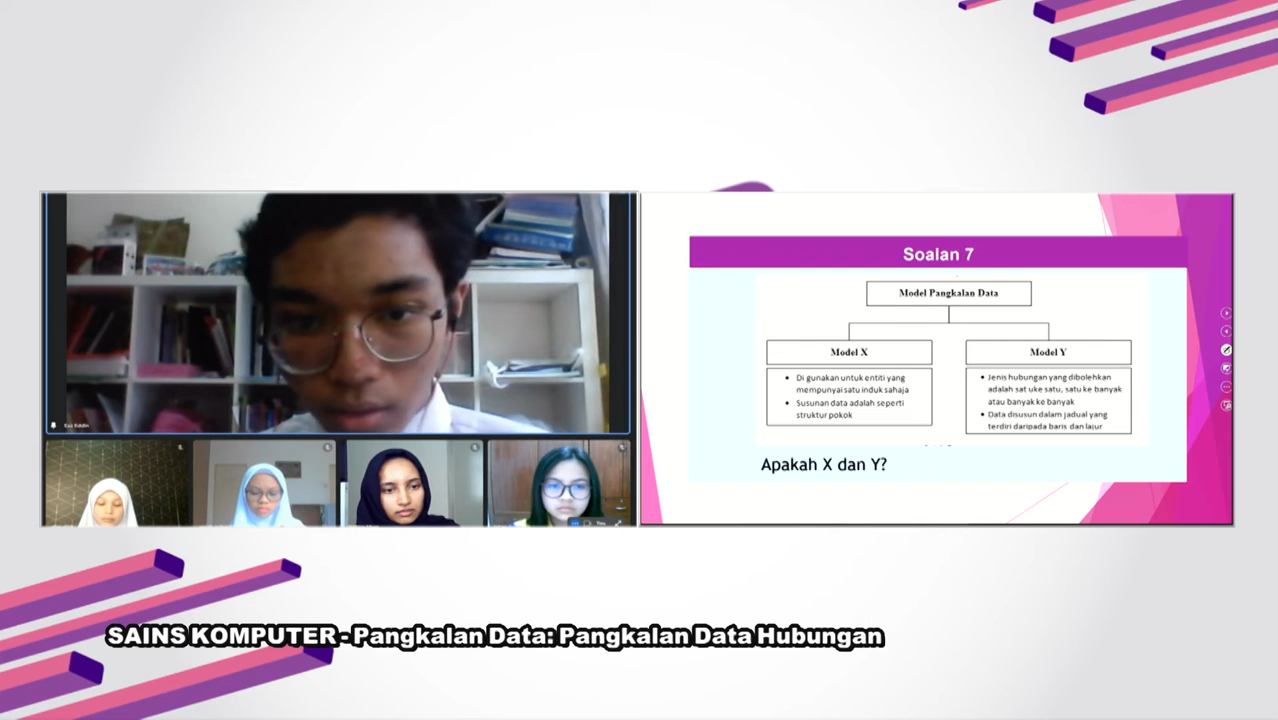 Soalan 7
Model Pangkalan Data
Model X
Di gunakan untuk entiti yang
mempunyai satu induk sahaja
Susunan data adalah seperti
struktur pokok
Model Y
Jenis hubungan yang dibolehkan
adalah sat uke satu, satu ke banyak
atau banyak ke banyak
Data disusun dalam jadual yang
terdiri daripada baris dan lajur
Apakah X dan Y?
SAINS KOMPUTER - Pangkalan Data: Pangkalan Data Hubungan